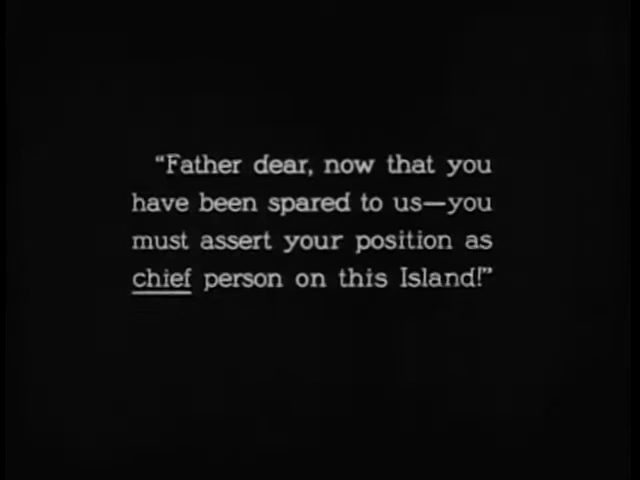 “Father dear, now that you
have been spared to us—you
must assert your position as
chief person on this Island!”